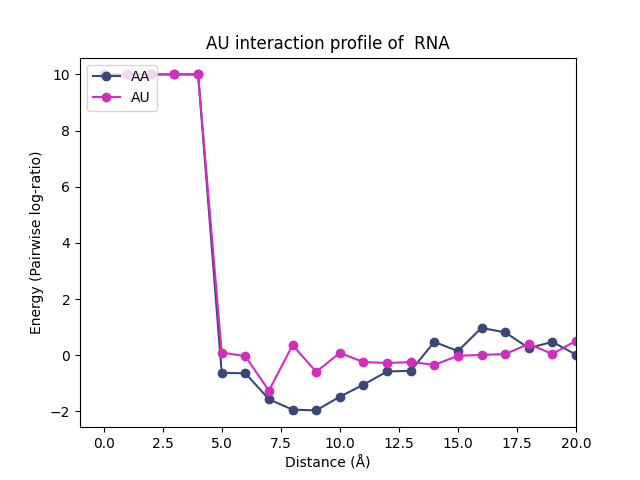 AU interaction profile of  RNA
AA
AU
Energy (Pairwise log-ratio)
10
8
6
4
2
0
−2
0.0 2.5 5.0 7.5 10.0 12.5 15.0 17.5 20.0
Distance (Å)